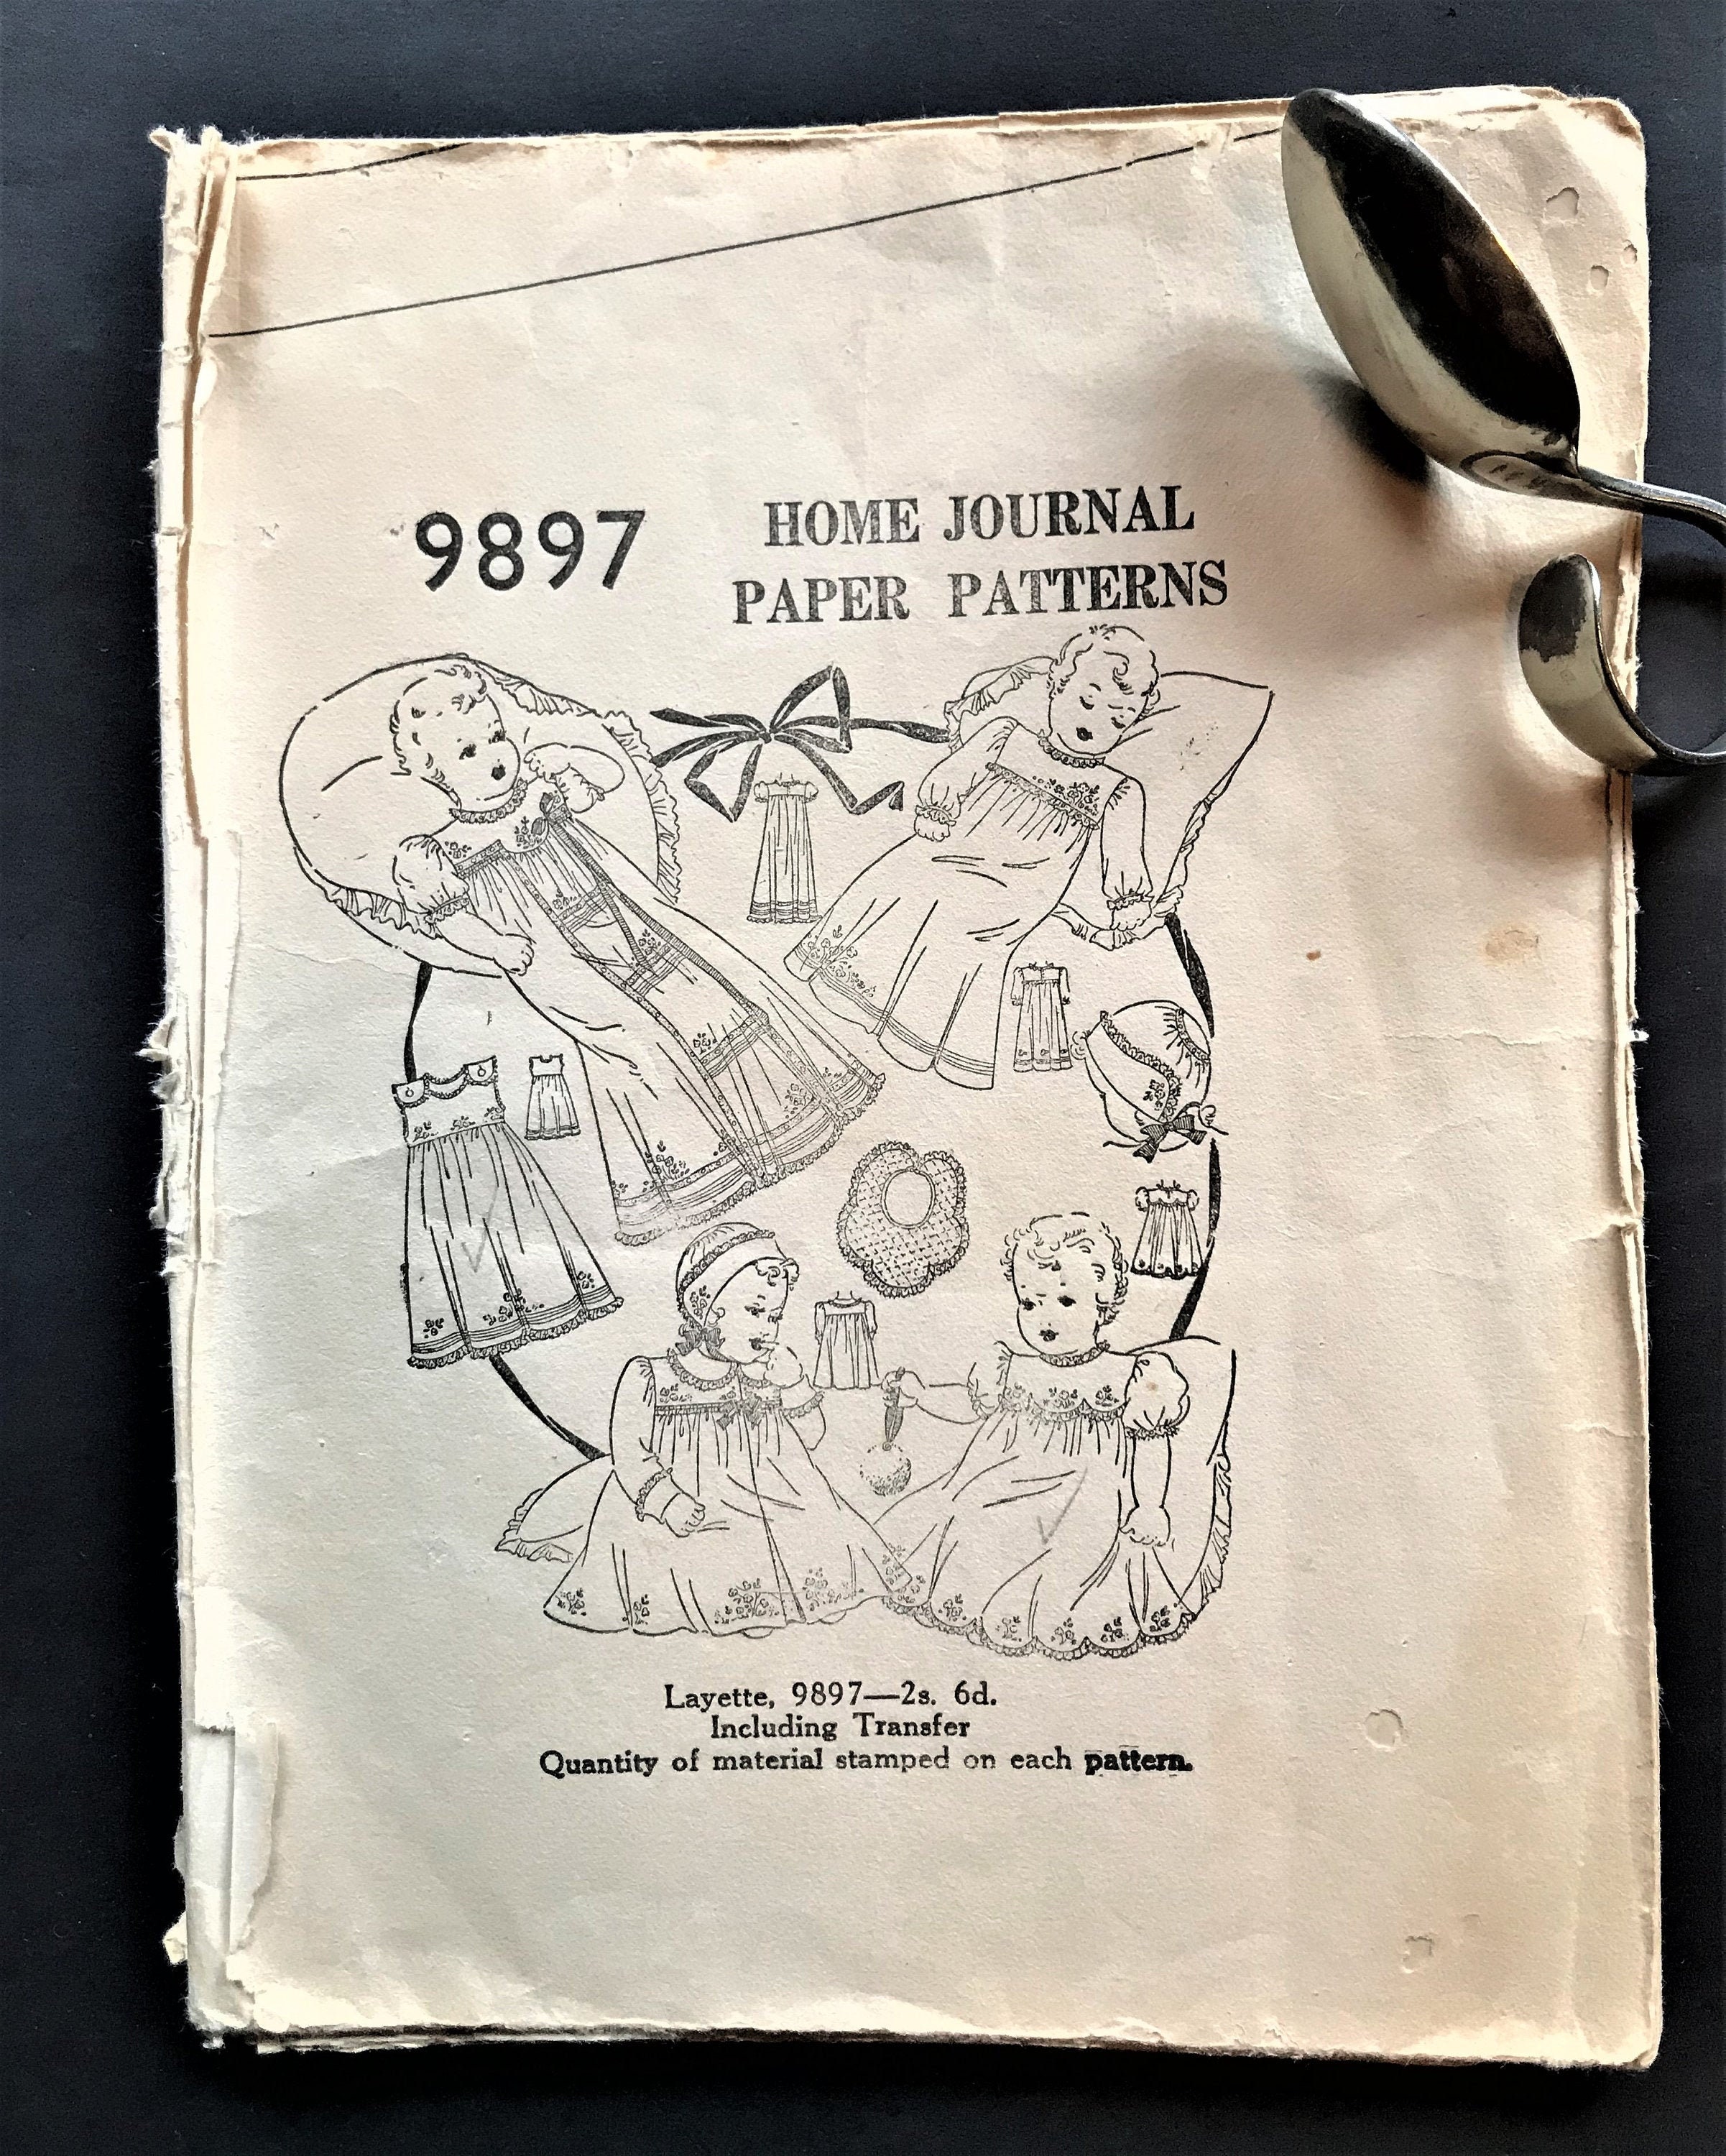 9897
HOME JOURNAL
PAPER PATTERNS
Layette, 9897—2s. 6d.
Including Transfer
Quantity of material stamped on each pattern.